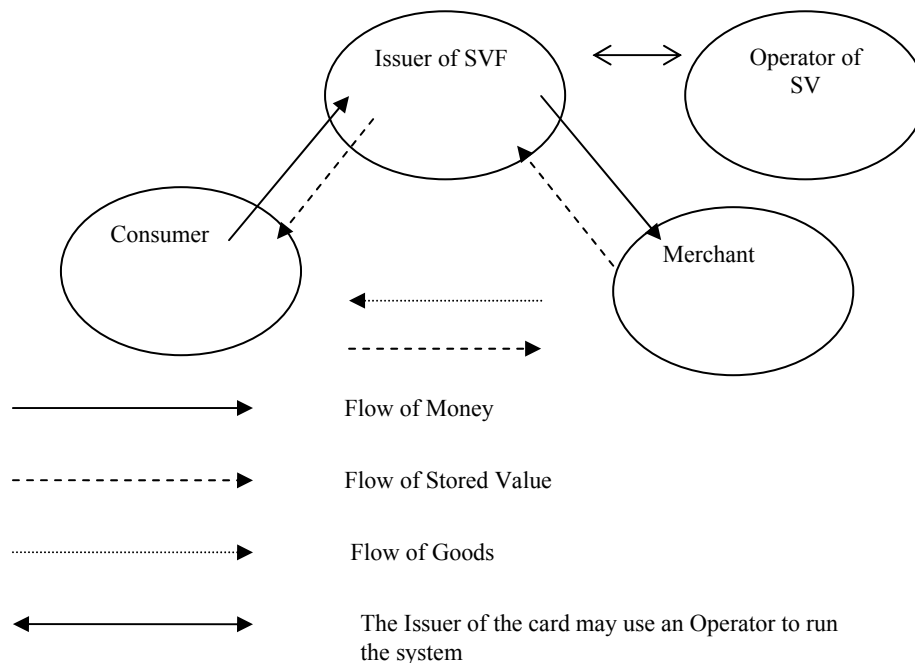 Issuer of SVF
Operator of
SV
Consumer
Merchant
Flow of Money
Flow of Stored Value
Flow of Goods
The Issuer of the card may use an Operator to run
the system